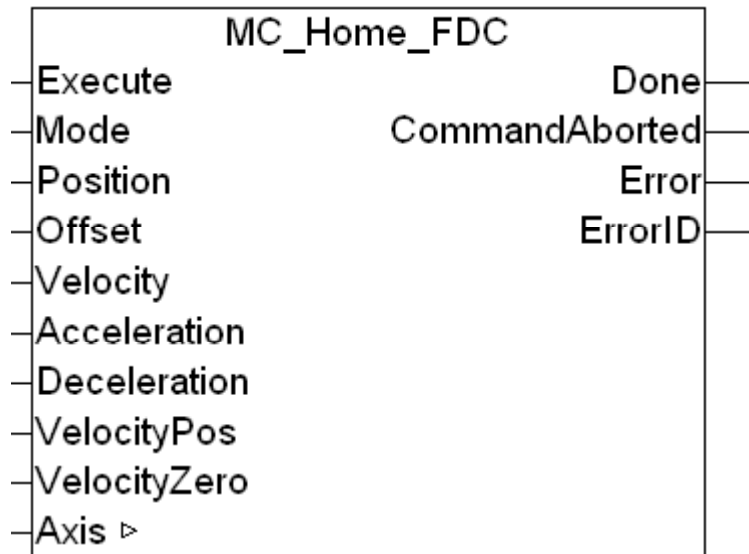 MC_Home_FDC
Execute Done
Mode CommandAborted
Position Error
Offset ErrorID
Velocity
Acceleration
Deceleration
VelocityPos
VelocityZero
Axis ▷